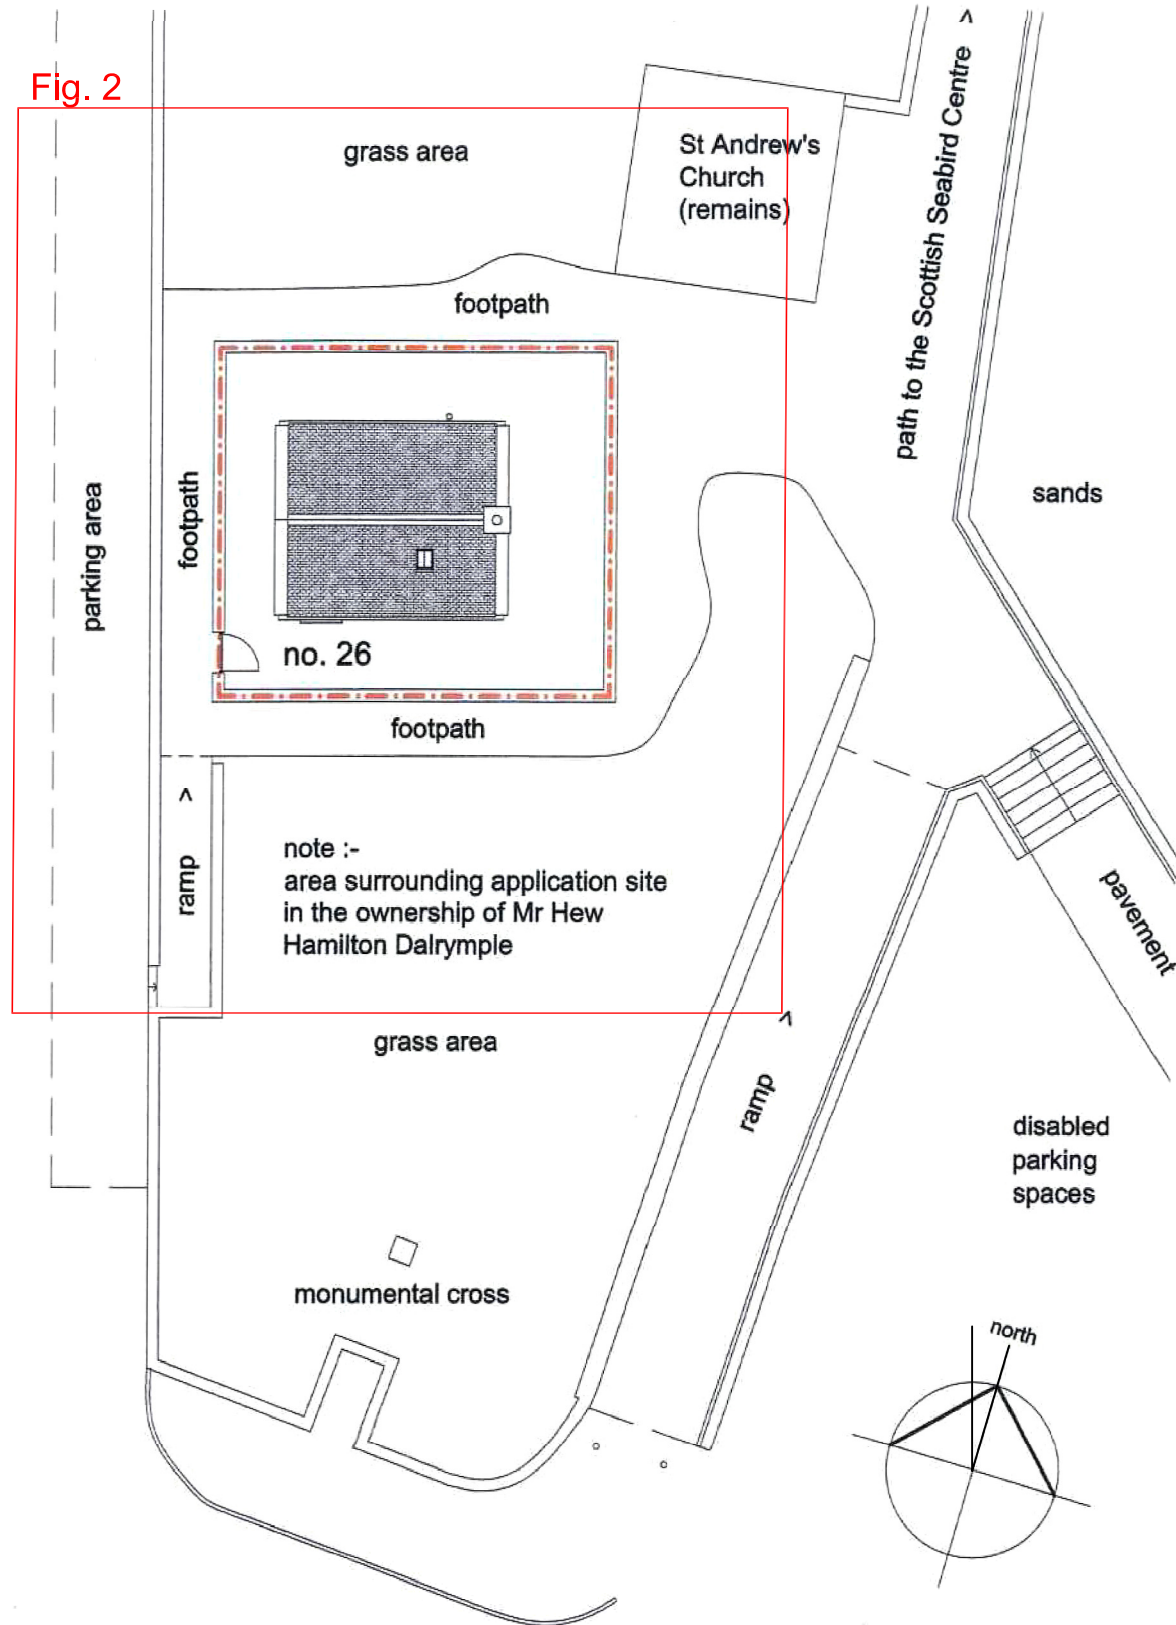 Fig. 2
grass area
St Andrew's
Church
(remains)
path to the Scottish Seabird Centre >
footpath
sands
parking area
footpath
no. 26
footpath
ramp >
note :-
area surrounding application site
in the ownership of Mr Hew
Hamilton Dalrymple
pavement
grass area
ramp >
disabled
parking
spaces
monumental cross
north